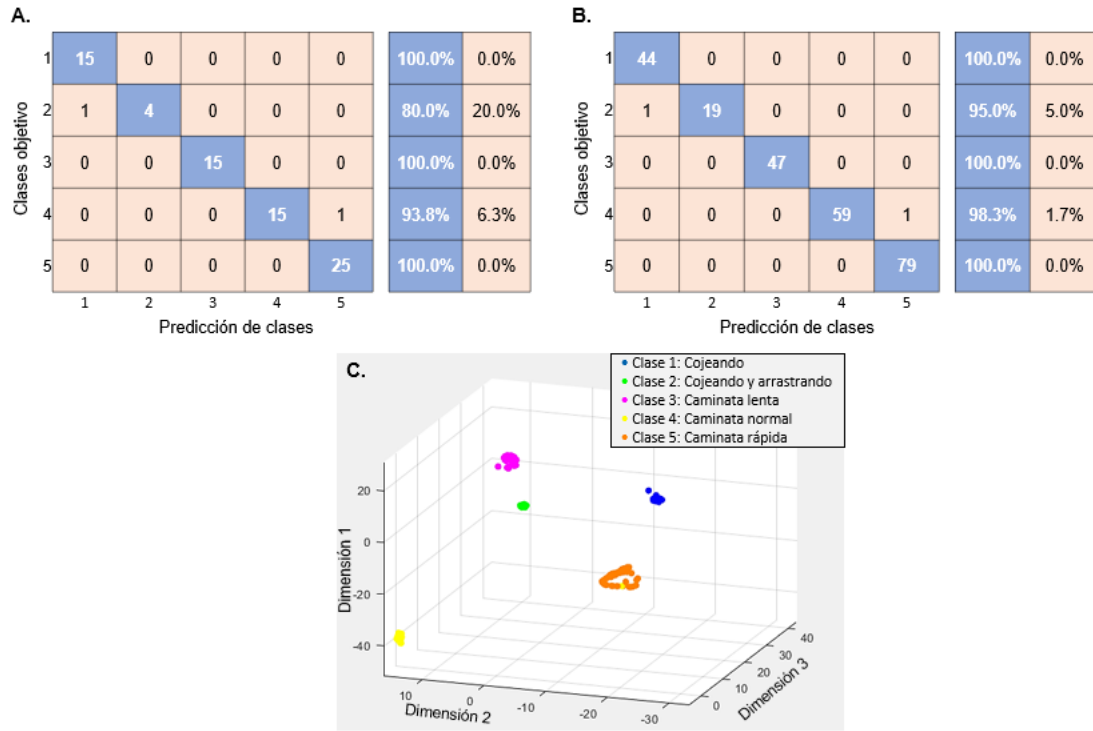 A.
1 15 0 0 0 0 100.0% 0.0%
2 1 4 0 0 0 80.0% 20.0%
3 0 0 15 0 0 100.0% 0.0%
4 0 0 0 15 1 93.8% 6.3%
5 0 0 0 0 25 100.0% 0.0%
1 2 3 4 5
Clases objetivo
Predicción de clases
B.
1 44 0 0 0 0 100.0% 0.0%
2 1 19 0 0 0 95.0% 5.0%
3 0 0 47 0 0 100.0% 0.0%
4 0 0 0 59 1 98.3% 1.7%
5 0 0 0 0 79 100.0% 0.0%
1 2 3 4 5
Clases objetivo
Predicción de clases
C.
Clase 1: Cojeando
Clase 2: Cojeando y arrastrando
Clase 3: Caminata lenta
Clase 4: Caminata normal
Clase 5: Caminata rápida
20
0
-20
-40
Dimensión 1
10 0 -10 -20 -30
Dimensión 2
0 10 20 30 40
Dimensión 3